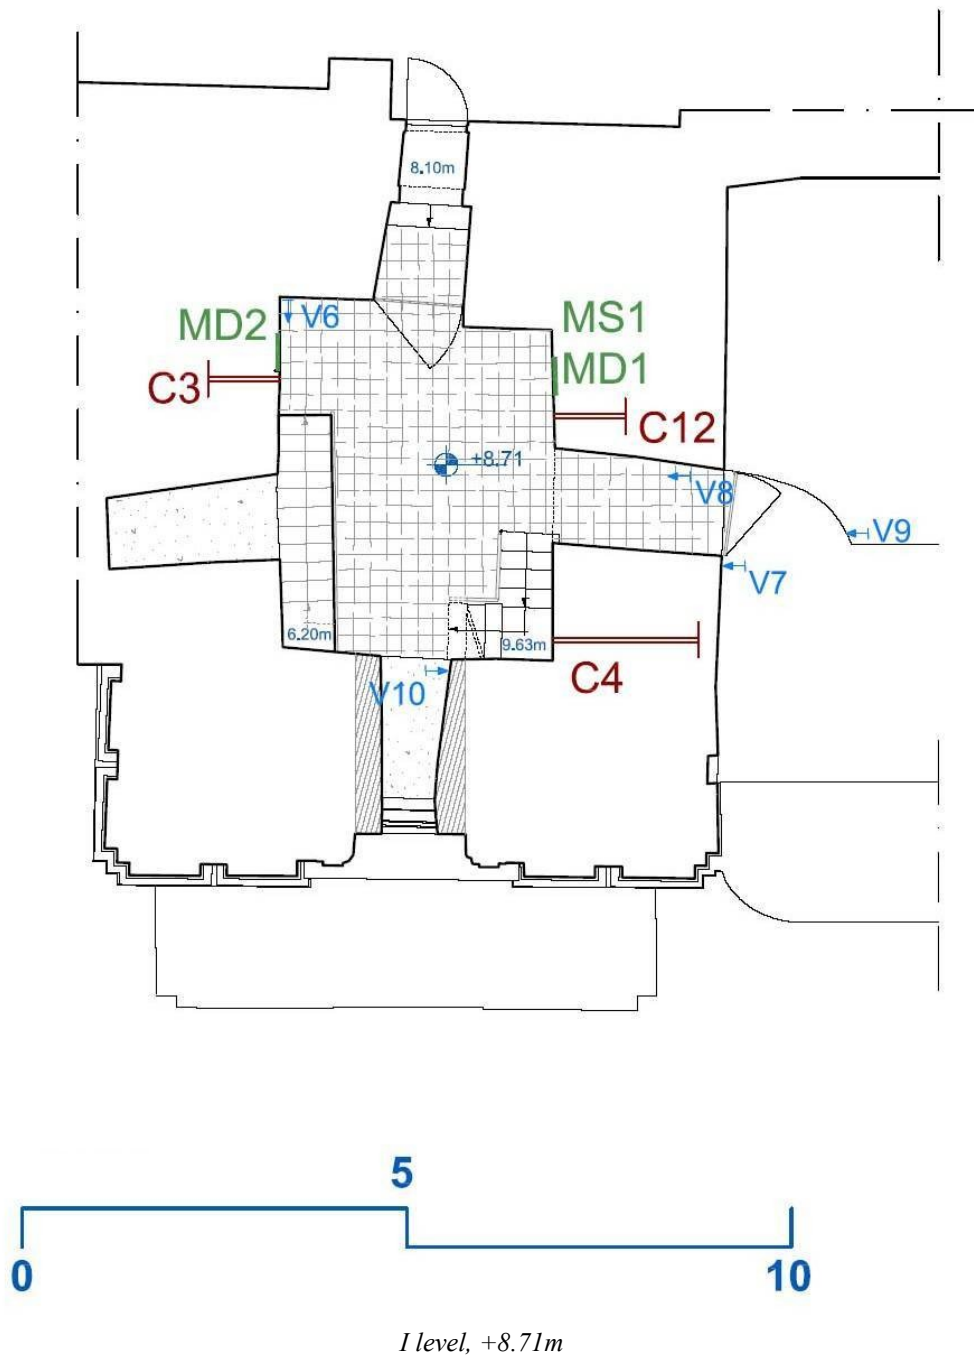 8.10m
V6
MS1
MD2
MD1
C3
C12
+8.71
V8
V9
V7
6.20m
9.63m
C4
V10
5
0
10
I level, +8.71m